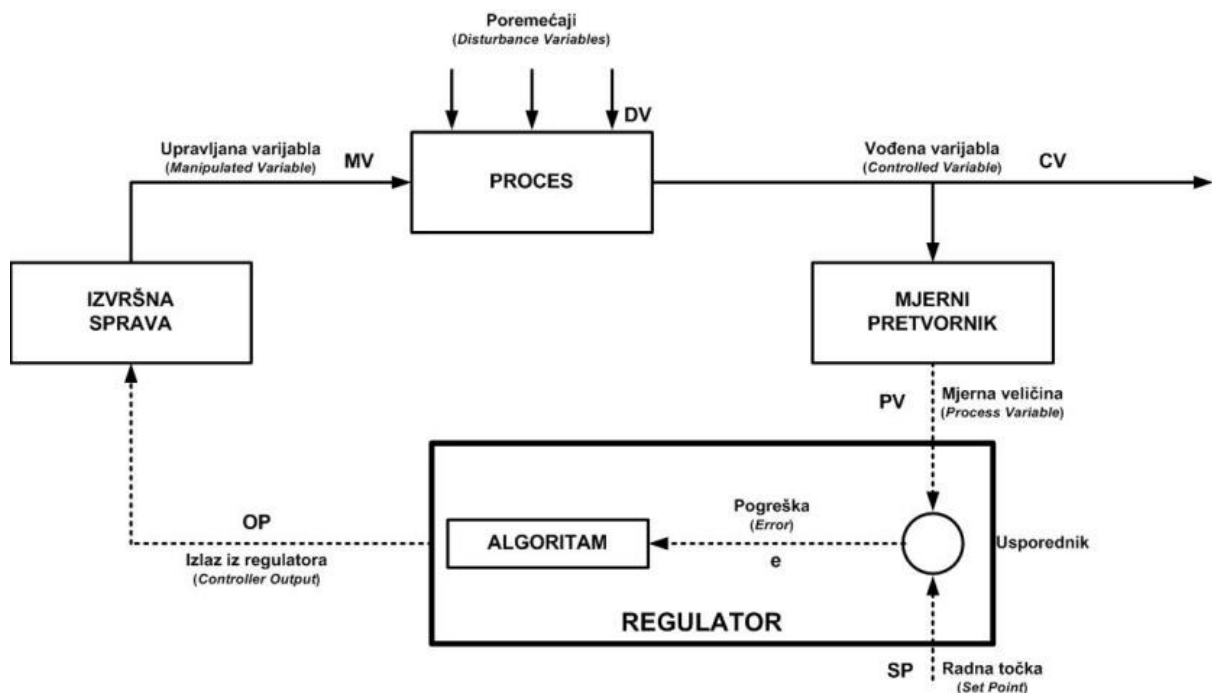 Poremećaji
(Disturbance Variables)
DV
Upravljana varijabla
(Manipulated Variable)
MV
PROCES
Vođena varijabla
(Controlled Variable)
CV
IZVRŠNA
SPRAVA
MJERNI
PRETVORNIK
PV
Mjerna veličina
(Process Variable)
OP
Izlaz iz regulatora
(Controller Output)
ALGORITAM
Pogreška
(Error)
e
Usporednik
REGULATOR
SP
Radna točka
(Set Point)